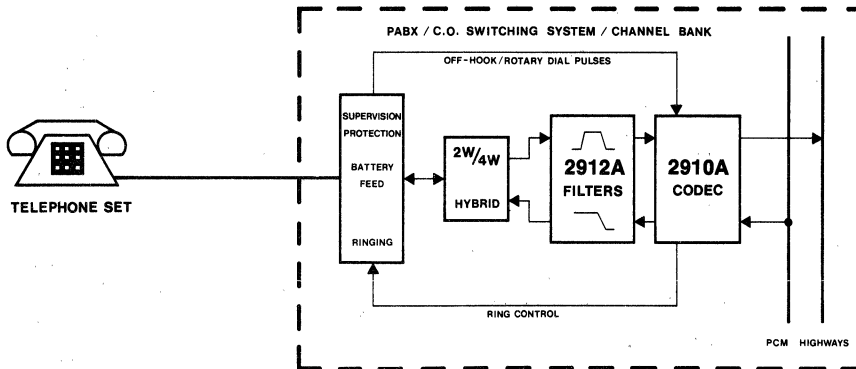 PABX / C.O. SWITCHING SYSTEM / CHANNEL BANK
OFF-HOOK/ROTARY DIAL PULSES
SUPERVISION
PROTECTION
BATTERY
FEED
RINGING
2W/4W
HYBRID
2912A
FILTERS
2910A
CODEC
TELEPHONE SET
RING CONTROL
PCM HIGHWAYS